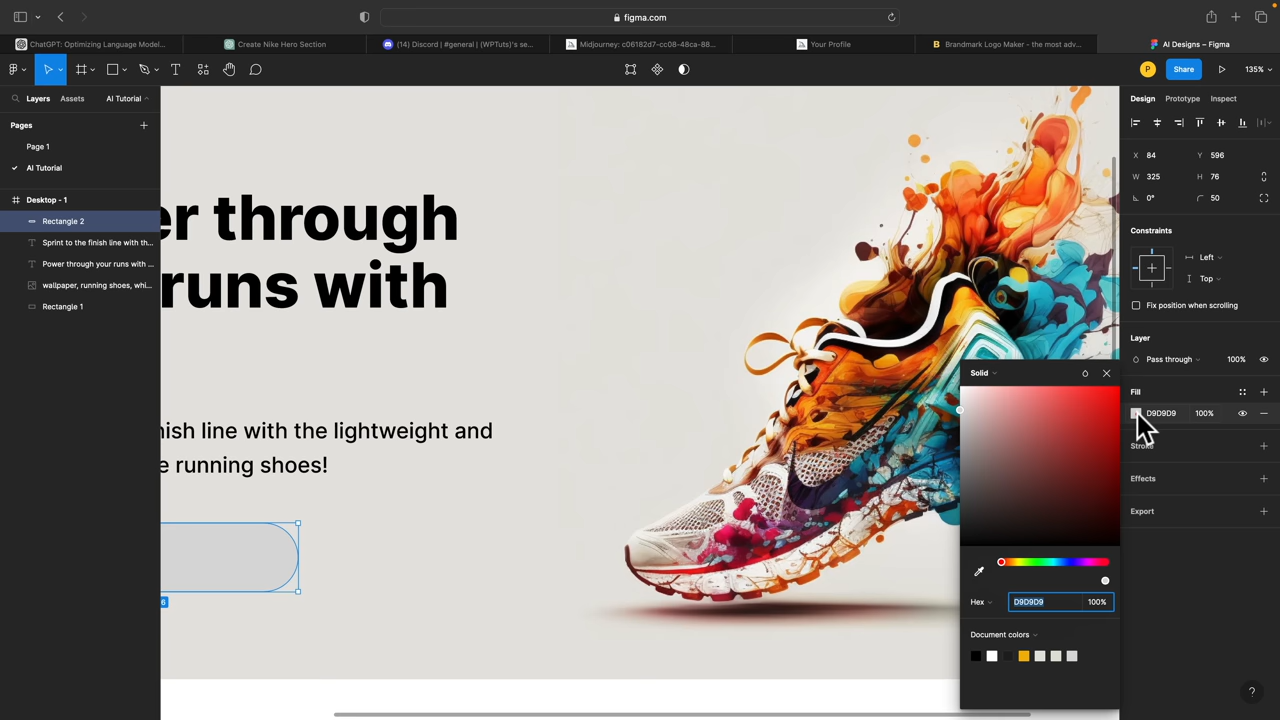 figma.com
ChatGPT: Optimizing Language Model...
Create Nike Hero Section
(14) Discord | #general | (WPTuts)'s se...
Midjourney: c06182d7-cc08-48ca-88...
Your Profile
B Brandmark Logo Maker - the most adv...
AI Designs – Figma
P
Share
135%
Layers
Assets
AI Tutorial
Pages
Page 1
AI Tutorial
Desktop - 1
Rectangle 2
Sprint to the finish line with th...
Power through your runs with ...
wallpaper, running shoes, whi...
Rectangle 1
er through
runs with
nish line with the lightweight and
e running shoes!
6
Design
Prototype
Inspect
X 84
Y 596
W 325
H 76
0°
50
Constraints
Left
Top
Fix position when scrolling
Layer
Pass through
100%
Fill
D9D9D9
100%
Stroke
Effects
Export
Solid
Hex
D9D9D9
100%
Document colors
?